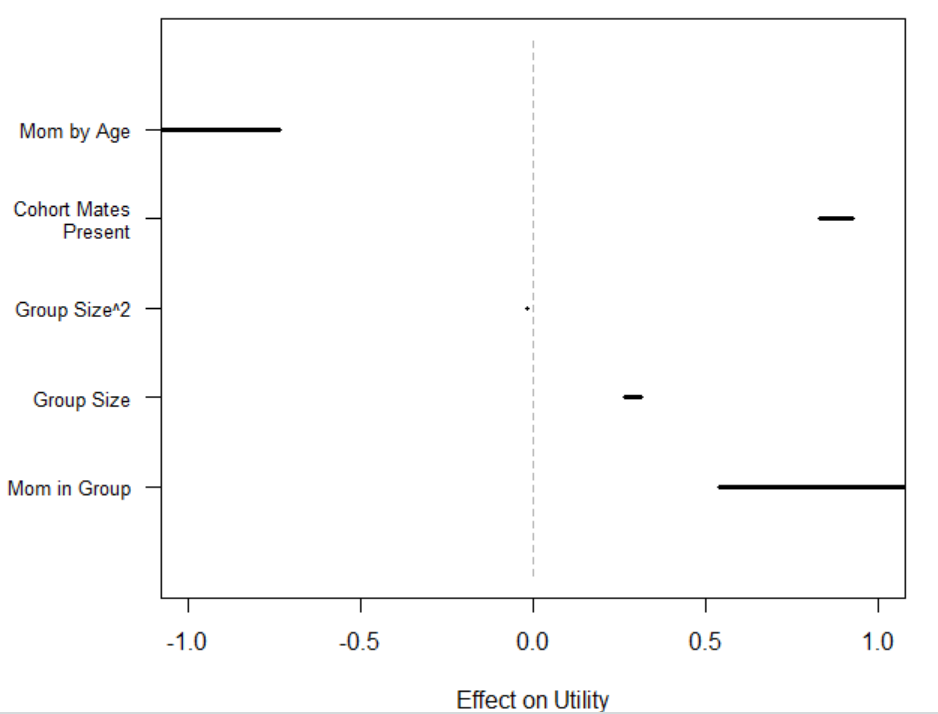 Mom by Age
Cohort Mates
Present
Group Size^2
Group Size
Mom in Group
-1.0 -0.5 0.0 0.5 1.0
Effect on Utility